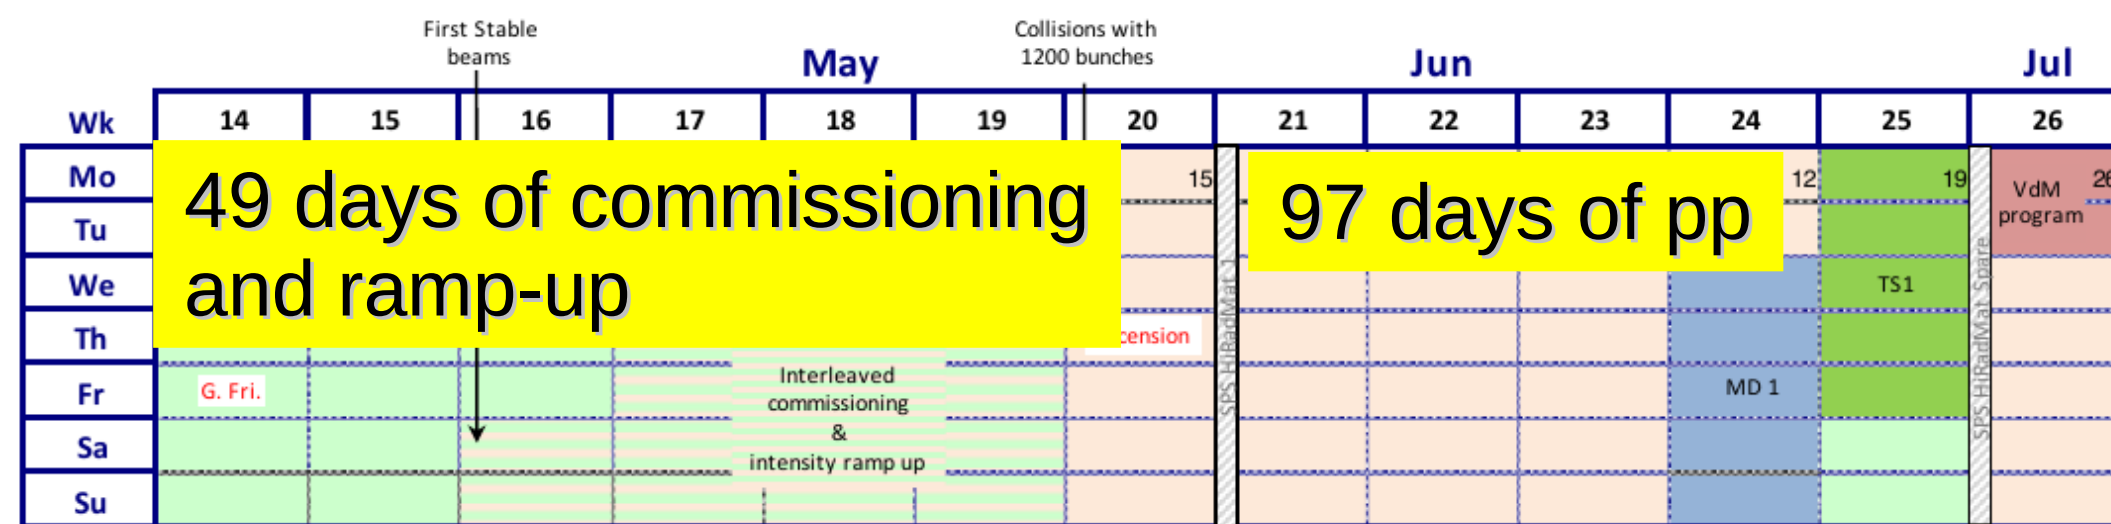 First Stable
beams
Collisions with
1200 bunches
May
Jun
Jul
Wk 14 15 16 17 18 19 20 21 22 23 24 25 26
Mo 15 12 19 26
49 days of commissioning
and ramp-up
97 days of pp
VdM
program
Tu
We TS1
Th cension
Fr G. Fri. MD 1
Interleaved
commissioning
&
intensity ramp up
Sa
Su
SPS HiRadMat 1
SPS HiRadMat Spare